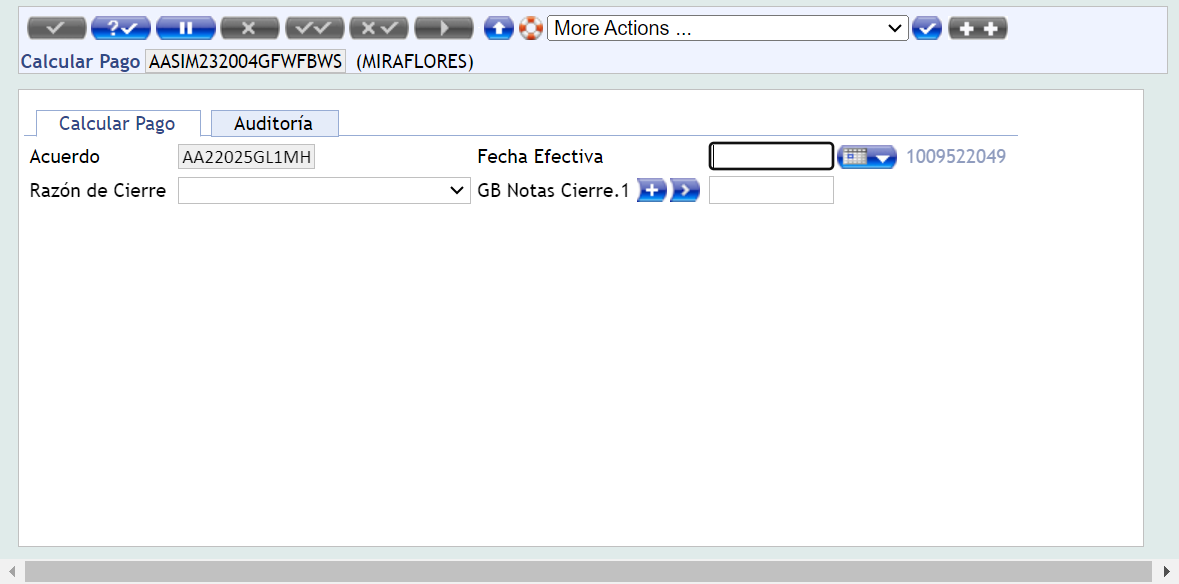 More Actions ...
Calcular Pago AASIM232004GFWFBWS (MIRAFLORES)
Calcular Pago Auditoría
Acuerdo AA22025GL1MH Fecha Efectiva 1009522049
Razón de Cierre GB Notas Cierre.1